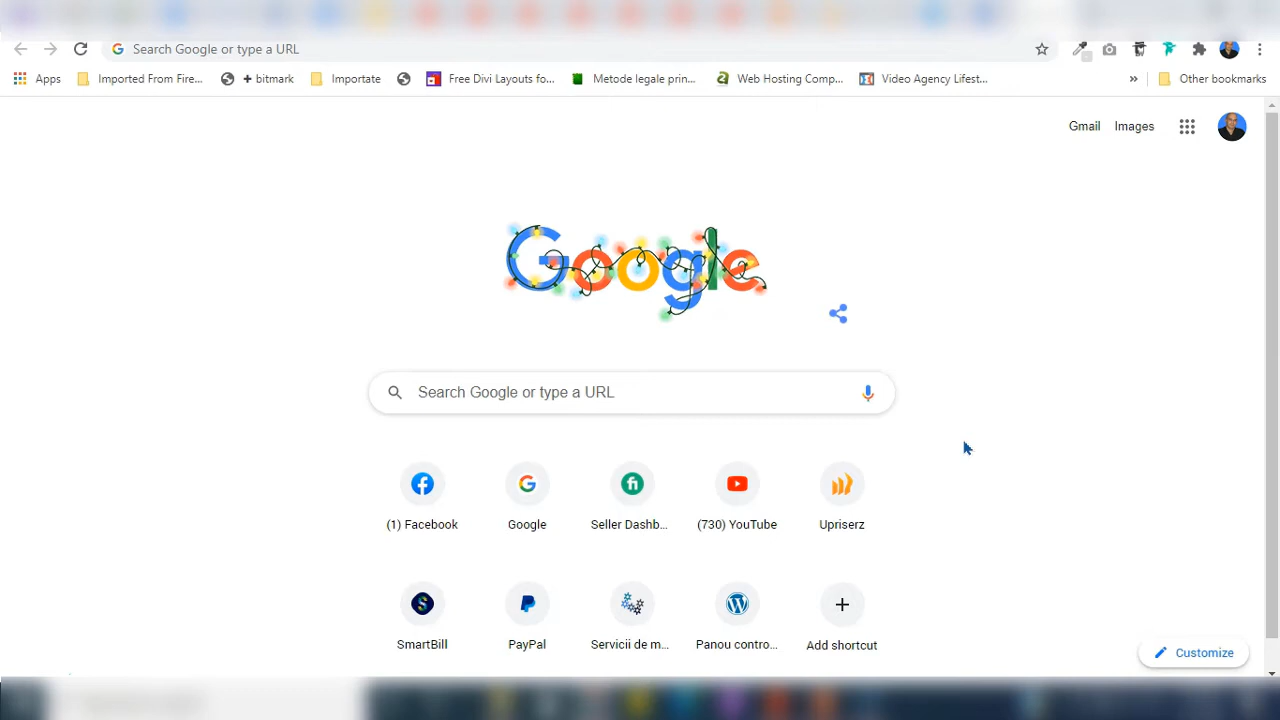 Search Google or type a URL
Apps Imported From Fire... + bitmark Importate Free Divi Layouts fo... Metode legale prin... Web Hosting Comp... Video Agency Lifest... » Other bookmarks
Gmail Images
Google
Search Google or type a URL
(1) Facebook Google Seller Dashb... (730) YouTube Upriserz
SmartBill PayPal Servicii de m... Panou contro... Add shortcut
Customize